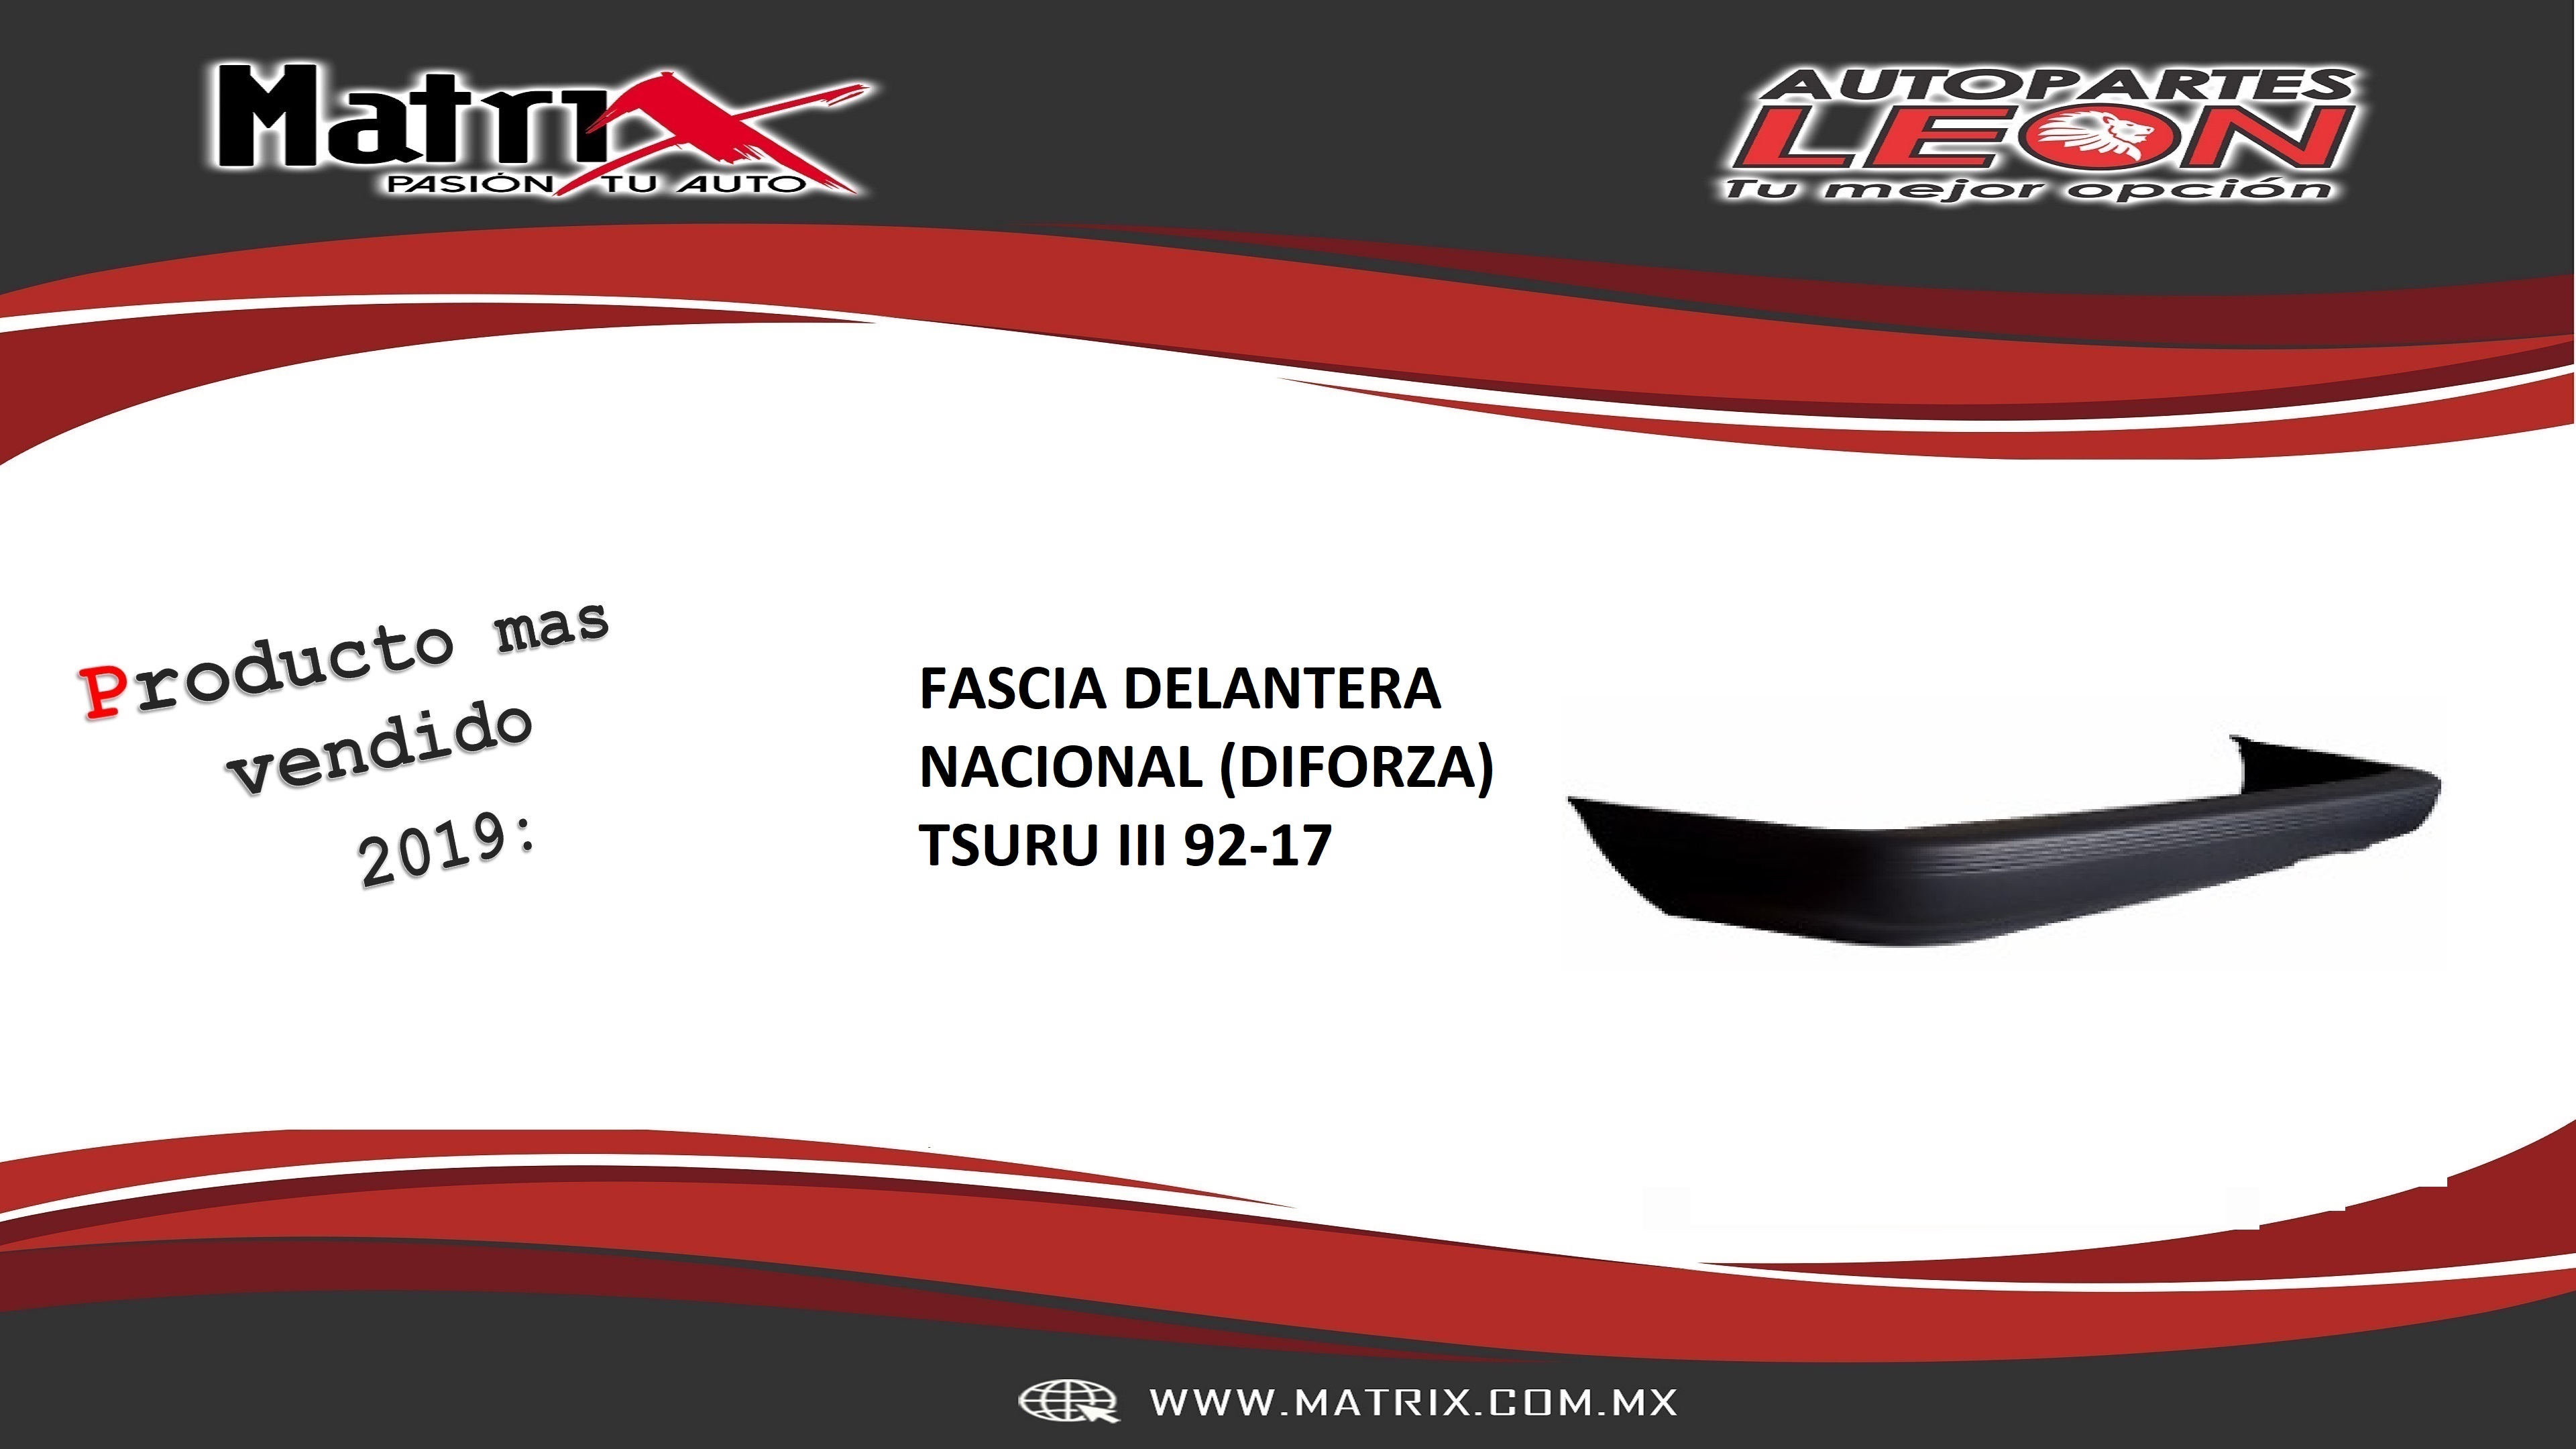 MatriX
PASIÓN X TU AUTO
AUTOPARTES
LEON
Tu mejor opción
Producto mas
vendido
2019:
FASCIA DELANTERA
NACIONAL (DIFORZA)
TSURU III 92-17
WWW.MATRIX.COM.MX